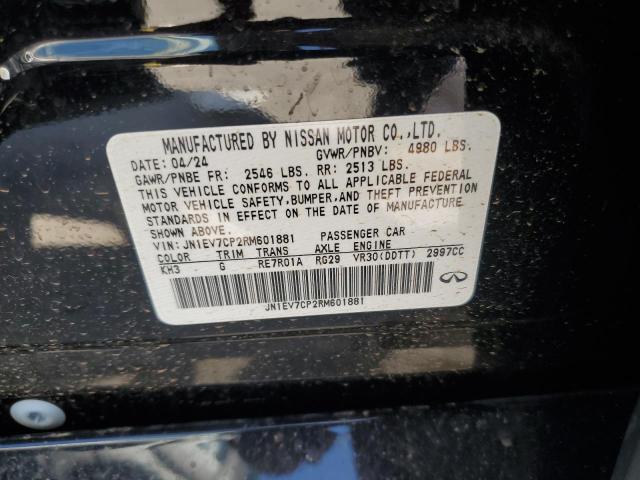 MANUFACTURED BY NISSAN MOTOR CO.,LTD.
DATE: 04/24 GVWR/PNBV: 4980 LBS.
GAWR/PNBE FR: 2546 LBS. RR: 2513 LBS.
THIS VEHICLE CONFORMS TO ALL APPLICABLE FEDERAL
MOTOR VEHICLE SAFETY, BUMPER, AND THEFT PREVENTION
STANDARDS IN EFFECT ON THE DATE OF MANUFACTURE
SHOWN ABOVE.
VIN: JN1EV7CP2RM601881 PASSENGER CAR
COLOR TRIM TRANS AXLE ENGINE
KH3 G RE7R01A RG29 VR30(DDTT) 2997CC
JN1EV7CP2RM601881